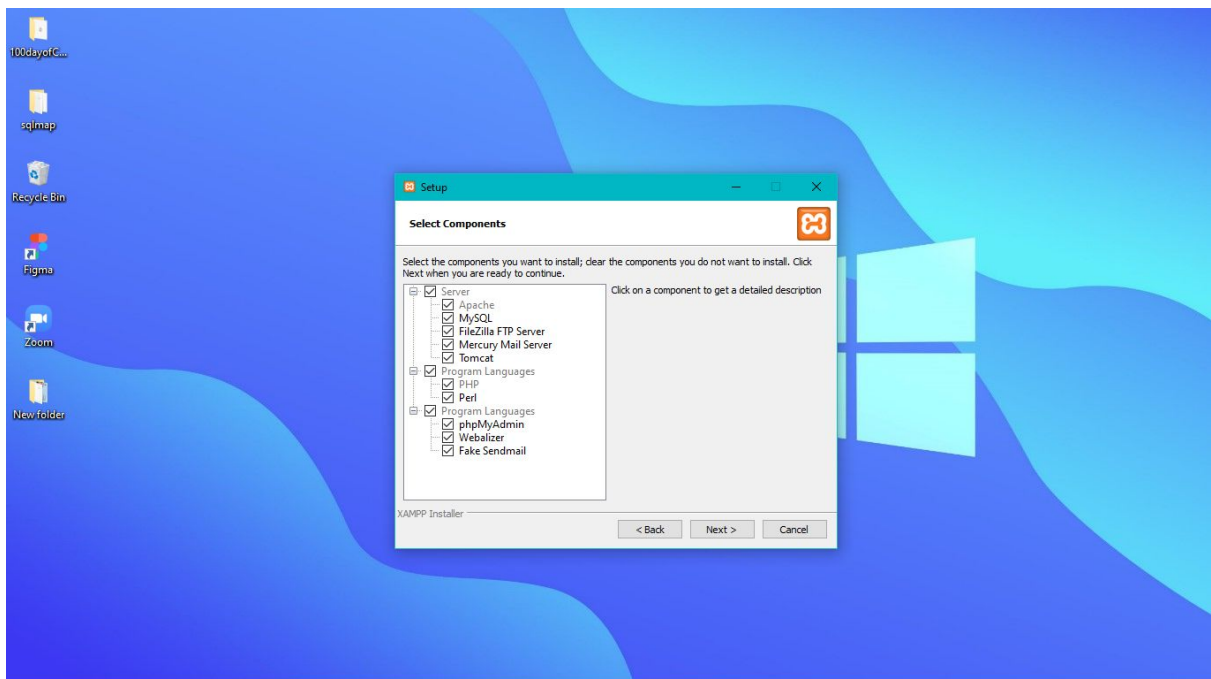 100dayofC...
sqlmap
Recycle Bin
Figma
Zoom
New folder
Setup
Select Components
Select the components you want to install; clear the components you do not want to install. Click
Next when you are ready to continue.
Server
Apache
MySQL
FileZilla FTP Server
Mercury Mail Server
Tomcat
Program Languages
PHP
Perl
Program Languages
phpMyAdmin
Webalizer
Fake Sendmail
Click on a component to get a detailed description
XAMPP Installer
< Back
Next >
Cancel